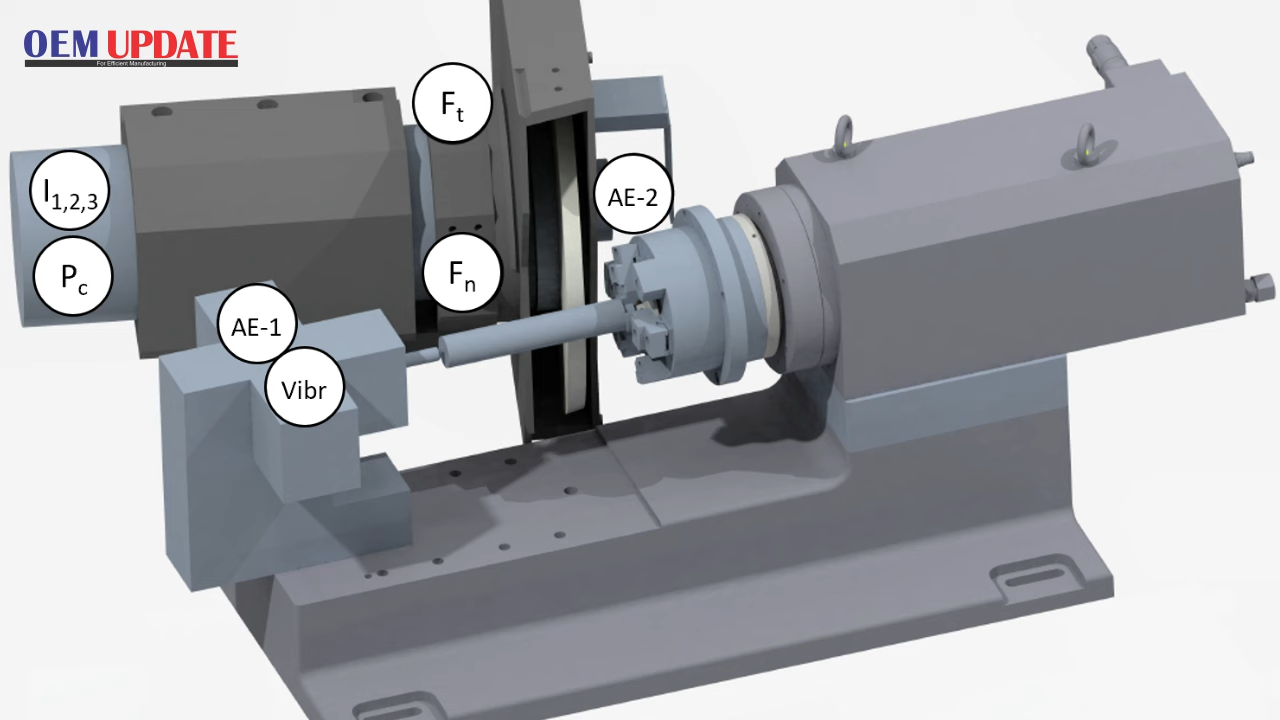 OEM UPDATE
For Efficient Manufacturing
Ft
I1,2,3
AE-2
Pc
Fn
AE-1
Vibr